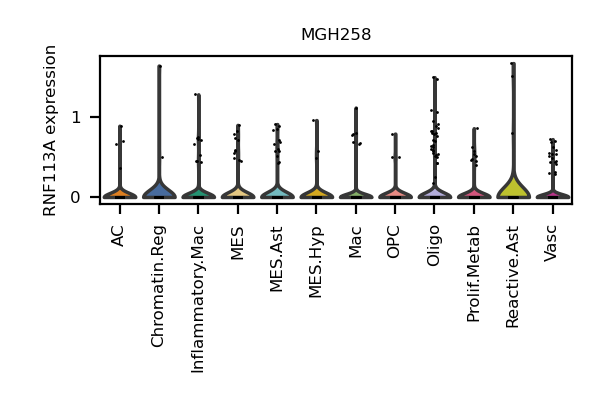 MGH258
RNF113A expression
1
0
AC
Chromatin.Reg
Inflammatory.Mac
MES
MES.Ast
MES.Hyp
Mac
OPC
Oligo
Prolif.Metab
Reactive.Ast
Vasc